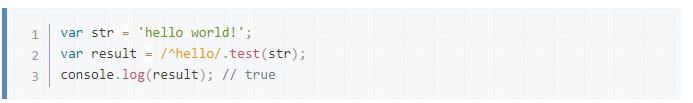 1 var str = 'hello world!';
2 var result = /^hello/.test(str);
3 console.log(result); // true